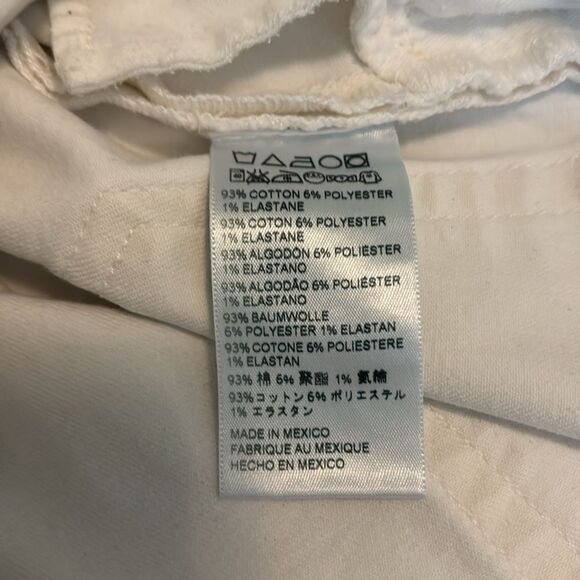 93% COTTON 6% POLYESTER
1% ELASTANE
93% COTON 6% POLYESTER
1% ELASTANE
93% ALGODÓN 6% POLIÉSTER
1% ELASTANO
93% ALGODÃO 6% POLIÉSTER
1% ELASTANO
93% BAUMWOLLE
6% POLYESTER 1% ELASTAN
93% COTONE 6% POLIESTERE
1% ELASTAN
93% 棉 6% 聚酯 1% 氨綸
93% コットン 6% ポリエステル
1% エラスタン
MADE IN MEXICO
FABRIQUE AU MEXIQUE
HECHO EN MEXICO